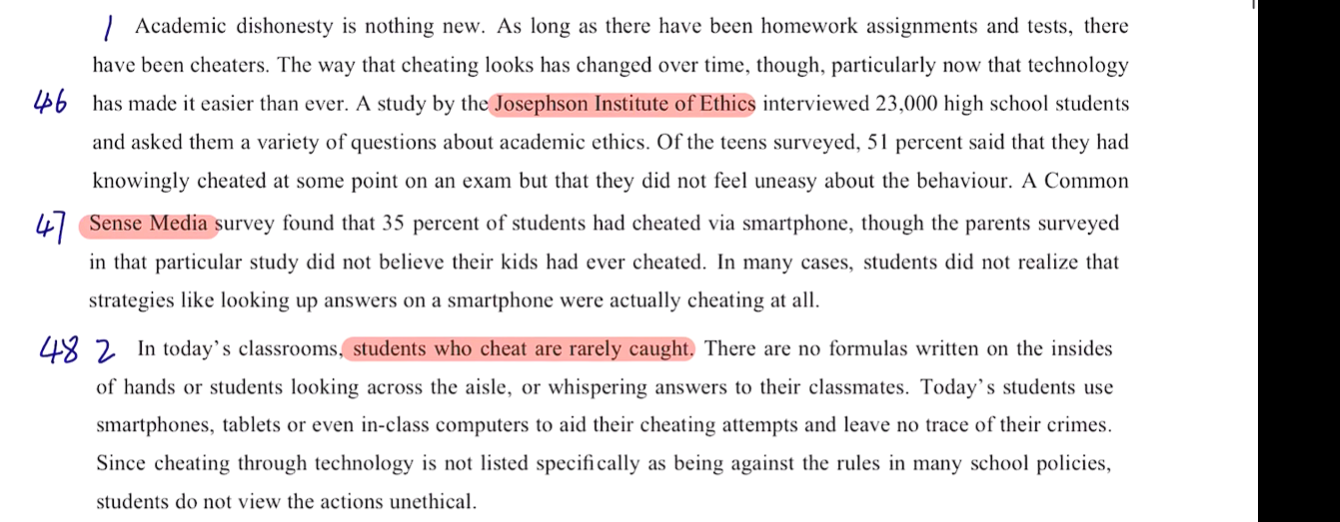 1 Academic dishonesty is nothing new. As long as there have been homework assignments and tests, there
have been cheaters. The way that cheating looks has changed over time, though, particularly now that technology
46 has made it easier than ever. A study by the Josephson Institute of Ethics interviewed 23,000 high school students
and asked them a variety of questions about academic ethics. Of the teens surveyed, 51 percent said that they had
knowingly cheated at some point on an exam but that they did not feel uneasy about the behaviour. A Common
47 Sense Media survey found that 35 percent of students had cheated via smartphone, though the parents surveyed
in that particular study did not believe their kids had ever cheated. In many cases, students did not realize that
strategies like looking up answers on a smartphone were actually cheating at all.
48 2 In today's classrooms, students who cheat are rarely caught. There are no formulas written on the insides
of hands or students looking across the aisle, or whispering answers to their classmates. Today's students use
smartphones, tablets or even in-class computers to aid their cheating attempts and leave no trace of their crimes.
Since cheating through technology is not listed specifically as being against the rules in many school policies,
students do not view the actions unethical.